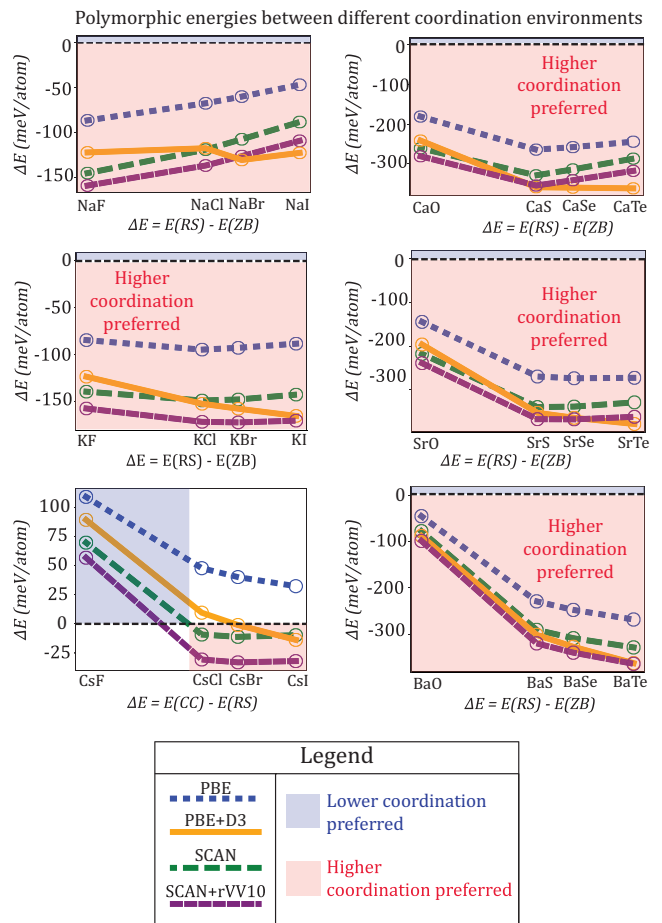 Polymorphic energies between different coordination environments
ΔE (meV/atom)
0
-50
-100
-150
NaF
NaCl
NaBr
NaI
ΔE = E(RS) - E(ZB)
ΔE (meV/atom)
0
-100
-200
-300
Higher
coordination
preferred
CaO
CaS
CaSe
CaTe
ΔE = E(RS) - E(ZB)
ΔE (meV/atom)
0
-50
-100
-150
Higher
coordination
preferred
KF
KCl
KBr
KI
ΔE = E(RS) - E(ZB)
ΔE (meV/atom)
0
-100
-200
-300
Higher
coordination
preferred
SrO
SrS
SrSe
SrTe
ΔE = E(RS) - E(ZB)
ΔE (meV/atom)
100
75
50
25
0
-25
CsF
CsCl
CsBr
CsI
ΔE = E(CC) - E(RS)
ΔE (meV/atom)
0
-100
-200
-300
Higher
coordination
preferred
BaO
BaS
BaSe
BaTe
ΔE = E(RS) - E(ZB)
Legend
PBE
PBE+D3
SCAN
SCAN+rVV10
Lower coordination
preferred
Higher
coordination preferred